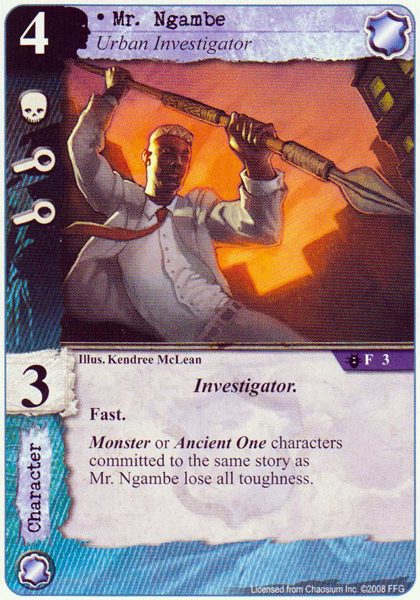 4
• Mr. Ngambe
Urban Investigator
Illus. Kendree McLean
F 3
3
Investigator.
Fast.
Monster or Ancient One characters
committed to the same story as
Mr. Ngambe lose all toughness.
Character
Licensed from Chaosium Inc. ©2008 FFG